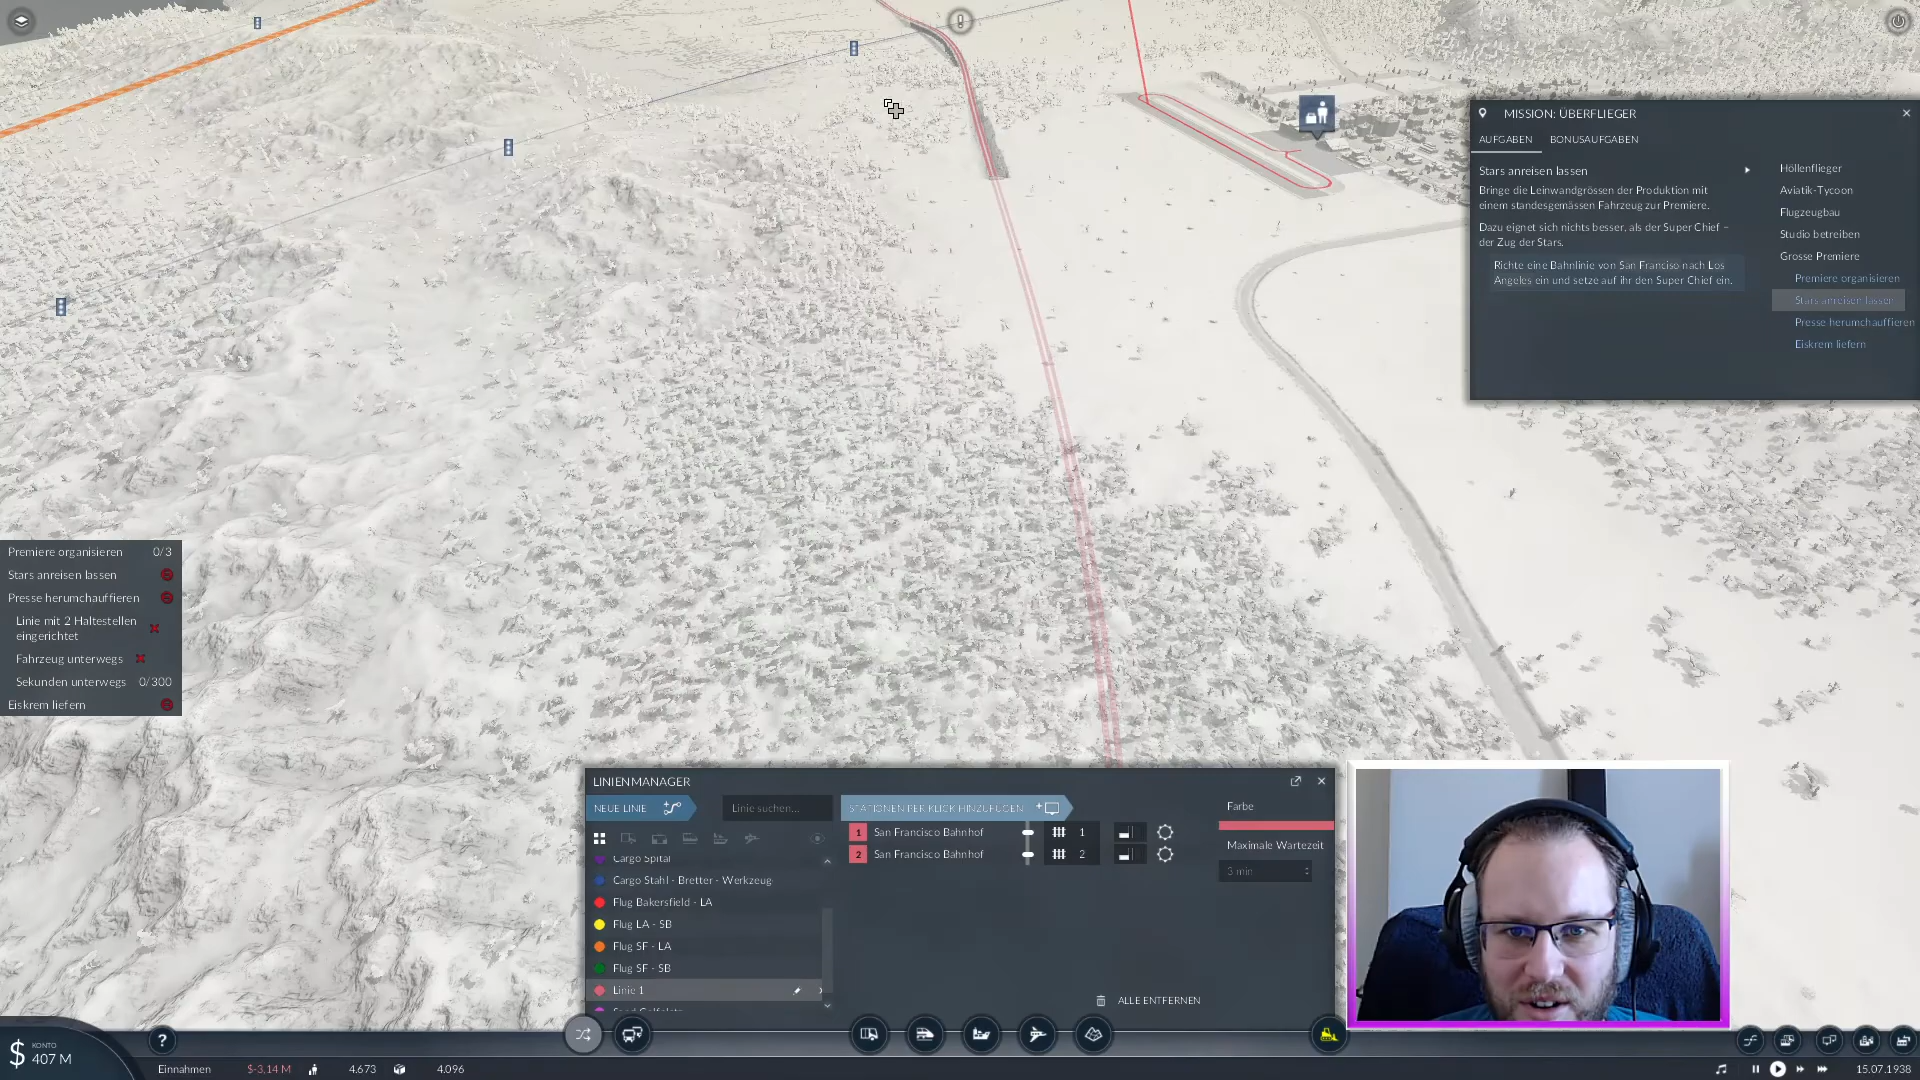 MISSION: ÜBERFLIEGER
AUFGABEN BONUSAUFGABEN
Stars anreisen lassen
Bringe die Leinwandgrössen der Produktion mit
einem standesgemässen Fahrzeug zur Premiere.
Dazu eignet sich nichts besser, als der Super Chief –
der Zug der Stars.
Richte eine Bahnlinie von San Franciso nach Los
Angeles ein und setze auf ihr den Super Chief ein.
Höllenflieger
Aviatik-Tycoon
Flugzeugbau
Studio betreiben
Grosse Premiere
Premiere organisieren
Stars anreisen lassen
Presse herumchauffieren
Eiskrem liefern
Premiere organisieren 0/3
Stars anreisen lassen
Presse herumchauffieren
Linie mit 2 Haltestellen
eingerichtet
Fahrzeug unterwegs
Sekunden unterwegs 0/300
Eiskrem liefern
LINIENMANAGER
NEUE LINIE
Linie suchen...
STATIONEN PER KLICK HINZUFÜGEN
Cargo Spital
Cargo Stahl - Bretter - Werkzeug
Flug Bakersfield - LA
Flug LA - SB
Flug SF - LA
Flug SF - SB
Linie 1
1 San Francisco Bahnhof 1
2 San Francisco Bahnhof 2
Farbe
Maximale Wartezeit
3 min
ALLE ENTFERNEN
$ KONTO
407 M
?
Einnahmen $-3,14 M 4.673 4.096
15.07.1938